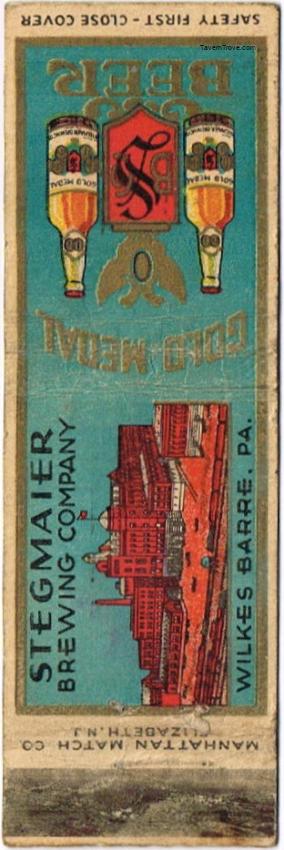 TavernTrove.com
SAFETY FIRST - CLOSE COVER
GOLD MEDAL
BEER
SBC
GOLD MEDAL
GOLD MEDAL
STEGMAIER
BREWING COMPANY
WILKES BARRE, PA.
MANHATTAN MATCH CO.
ELIZABETH, N.J.